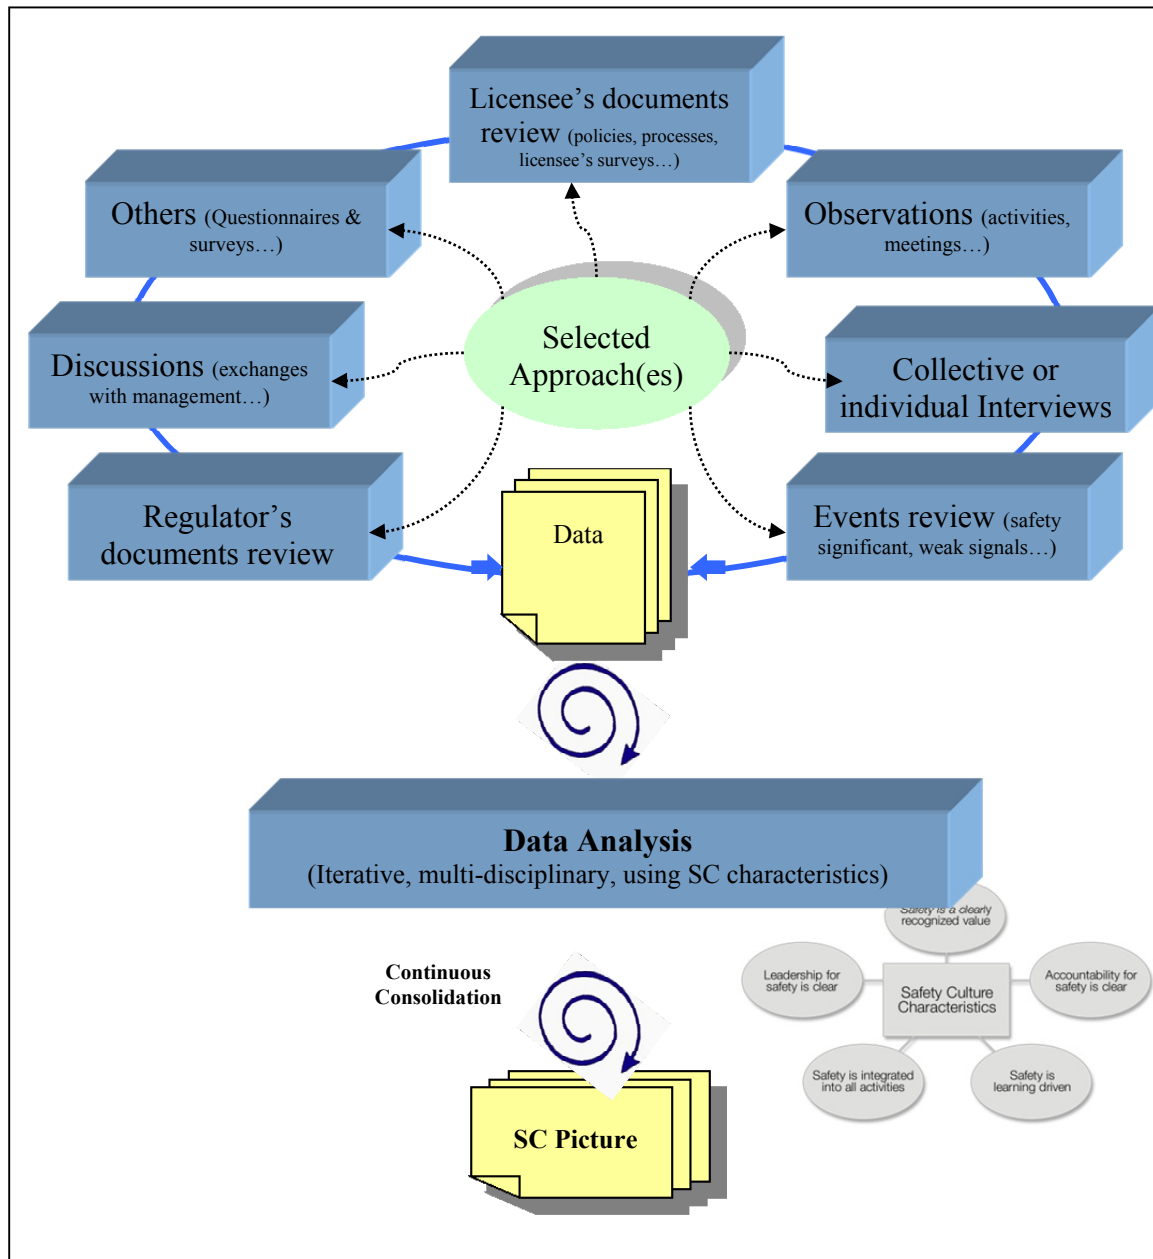 Licensee’s documents
review (policies, processes,
licensee’s surveys…)
Others (Questionnaires &
surveys…)
Observations (activities,
meetings…)
Discussions (exchanges
with management…)
Selected
Approach(es)
Collective or
individual Interviews
Regulator’s
documents review
Data
Events review (safety
significant, weak signals…)
Data Analysis
(Iterative, multi-disciplinary, using SC characteristics)
Safety is a clearly
recognized value
Continuous
Consolidation
Leadership for
safety is clear
Safety Culture
Characteristics
Accountability for
safety is clear
Safety is integrated
into all activities
Safety is
learning driven
SC Picture